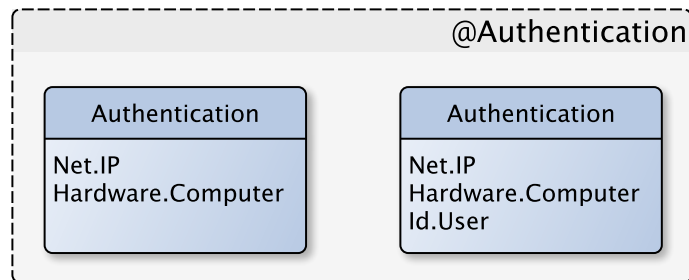 @Authentication
Authentication
Net.IP
Hardware.Computer
Authentication
Net.IP
Hardware.Computer
Id.User